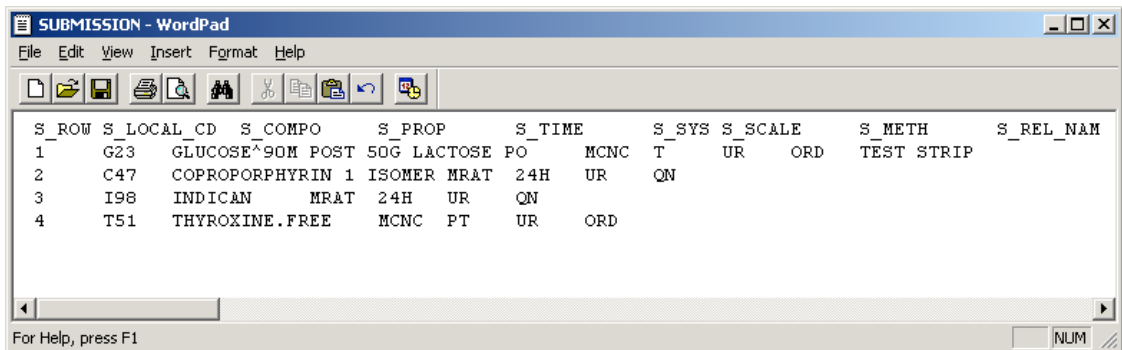 SUBMISSION - WordPad
File Edit View Insert Format Help
S_ROW S_LOCAL_CD S_COMPO S_PROP S_TIME S_SYS S_SCALE S_METH S_REL_NAM
1 G23 GLUCOSE^90M POST 50G LACTOSE PO MCNC T UR ORD TEST STRIP
2 C47 COPROPORPHYRIN 1 ISOMER MRAT 24H UR QN
3 I98 INDICAN MRAT 24H UR QN
4 T51 THYROXINE.FREE MCNC PT UR ORD
For Help, press F1 NUM